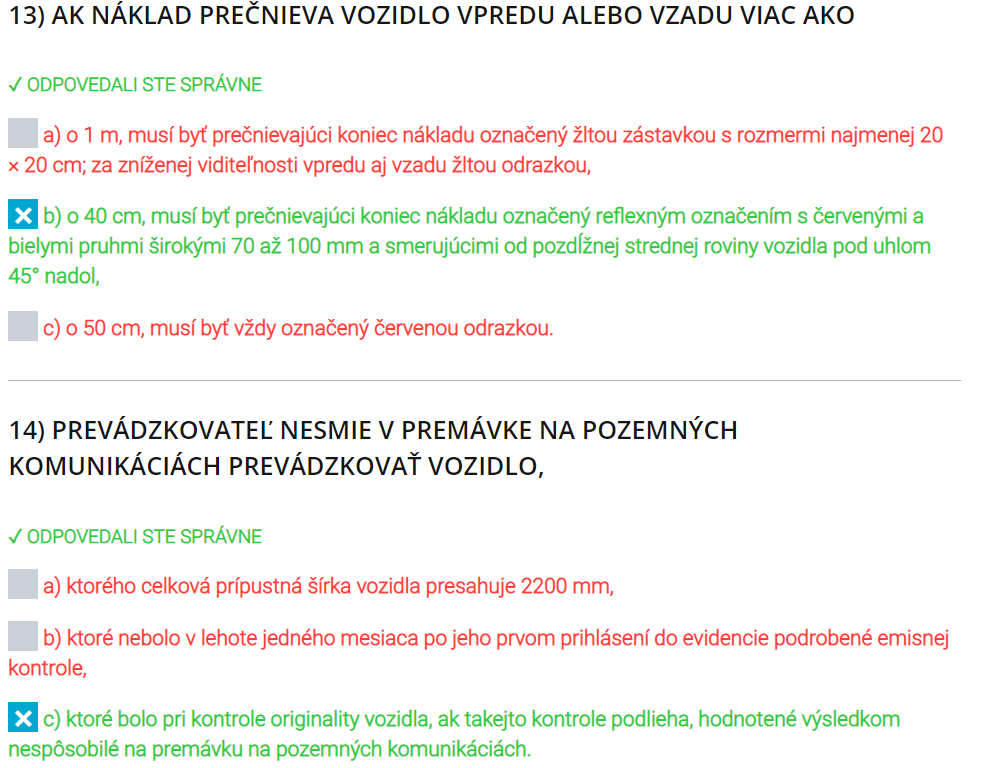 13) AK NÁKLAD PREČNIEVA VOZIDLO VPREDU ALEBO VZADU VIAC AKO
✓ ODPOVEDALI STE SPRÁVNE
a) o 1 m, musí byť prečnievajúci koniec nákladu označený žltou zástavkou s rozmermi najmenej 20
× 20 cm; za zníženej viditeľnosti vpredu aj vzadu žltou odrazkou,
b) o 40 cm, musí byť prečnievajúci koniec nákladu označený reflexným označením s červenými a
bielymi pruhmi širokými 70 až 100 mm a smerujúcimi od pozdĺžnej strednej roviny vozidla pod uhlom
45° nadol,
c) o 50 cm, musí byť vždy označený červenou odrazkou.
14) PREVÁDZKOVATEĽ NESMIE V PREMÁVKE NA POZEMNÝCH
KOMUNIKÁCIÁCH PREVÁDZKOVAŤ VOZIDLO,
✓ ODPOVEDALI STE SPRÁVNE
a) ktorého celková prípustná šírka vozidla presahuje 2200 mm,
b) ktoré nebolo v lehote jedného mesiaca po jeho prvom prihlásení do evidencie podrobené emisnej
kontrole,
c) ktoré bolo pri kontrole originality vozidla, ak takejto kontrole podlieha, hodnotené výsledkom
nespôsobilé na premávku na pozemných komunikáciách.